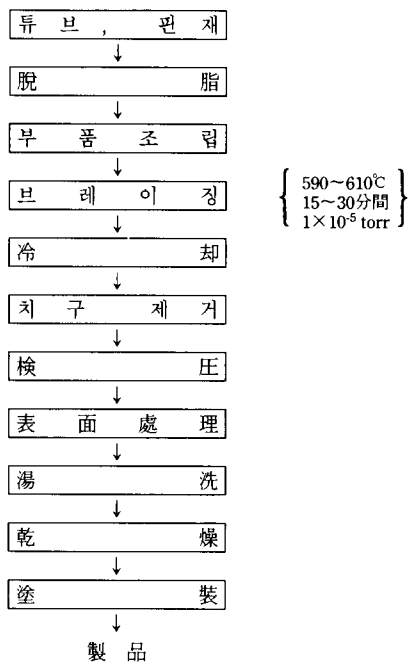 튜브, 판재
↓
脫脂
↓
부품조립
↓
브레이징
590~610℃
15~30分間
1×10⁻⁵ torr
↓
冷却
↓
치구 제거
↓
検圧
↓
表面處理
↓
湯洗
↓
乾燥
↓
塗裝
↓
製品